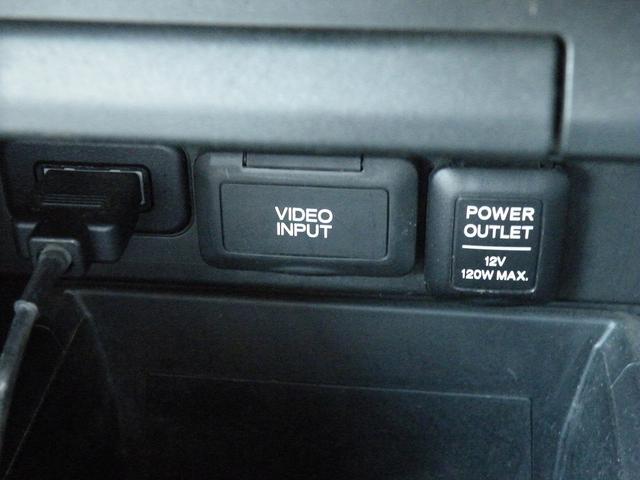 VIDEO
INPUT
POWER
OUTLET
12V
120W MAX.